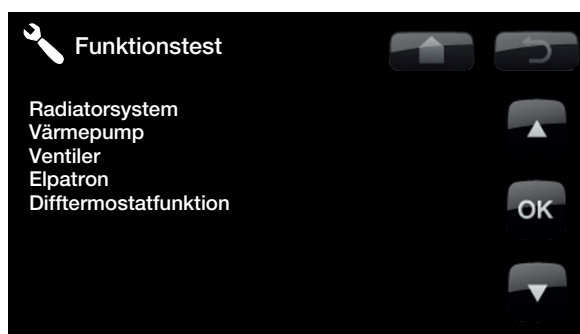 Funktionstest
Radiatorsystem
Värmepump
Ventiler
Elpatron
Difftermostatfunktion
OK